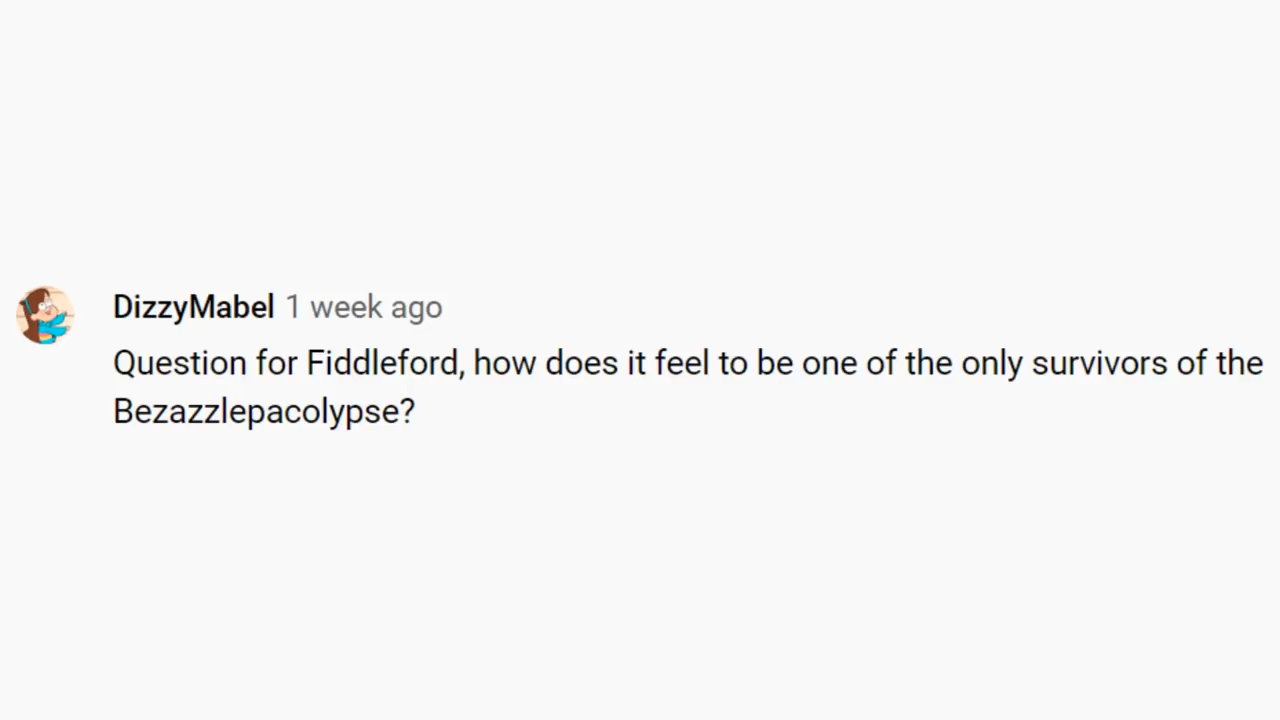 DizzyMabel 1 week ago
Question for Fiddleford, how does it feel to be one of the only survivors of the
Bezazzlepacolypse?